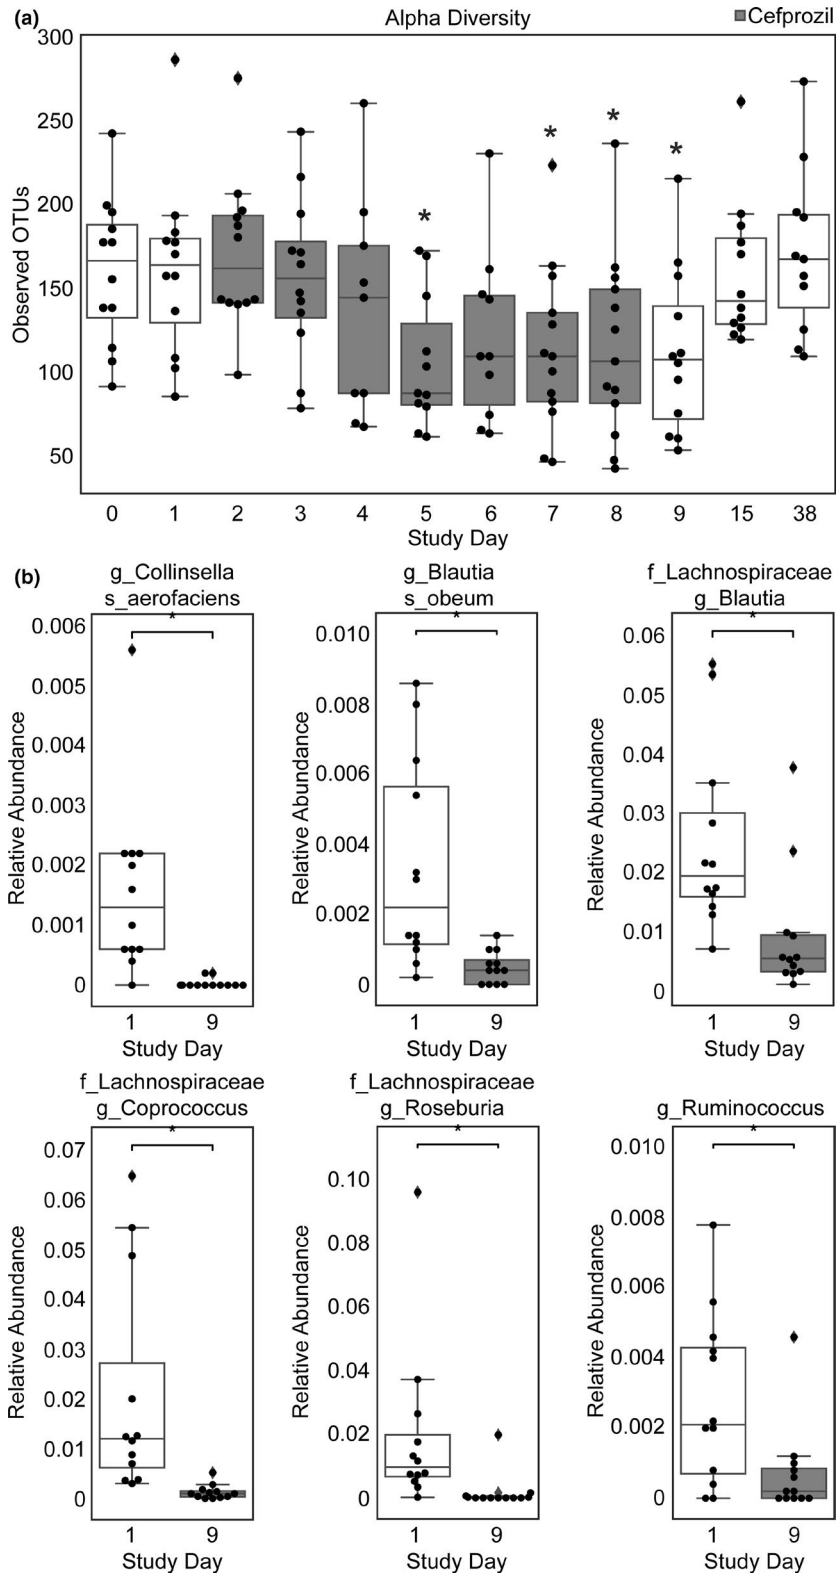 (a)
Alpha Diversity
Cefprozil
Observed OTUs
300
250
200
150
100
50
* * * * *
0 1 2 3 4 5 6 7 8 9 15 38
Study Day
(b)
g_Collinsella
s_aerofaciens
*
Relative Abundance
0.006
0.005
0.004
0.003
0.002
0.001
0
1 9
Study Day
g_Blautia
s_obeum
*
Relative Abundance
0.010
0.008
0.006
0.004
0.002
0
1 9
Study Day
f_Lachnospiraceae
g_Blautia
*
Relative Abundance
0.06
0.05
0.04
0.03
0.02
0.01
0
1 9
Study Day
f_Lachnospiraceae
g_Coprococcus
*
Relative Abundance
0.07
0.06
0.05
0.04
0.03
0.02
0.01
0
1 9
Study Day
f_Lachnospiraceae
g_Roseburia
*
Relative Abundance
0.10
0.08
0.06
0.04
0.02
0
1 9
Study Day
g_Ruminococcus
*
Relative Abundance
0.010
0.008
0.006
0.004
0.002
0
1 9
Study Day